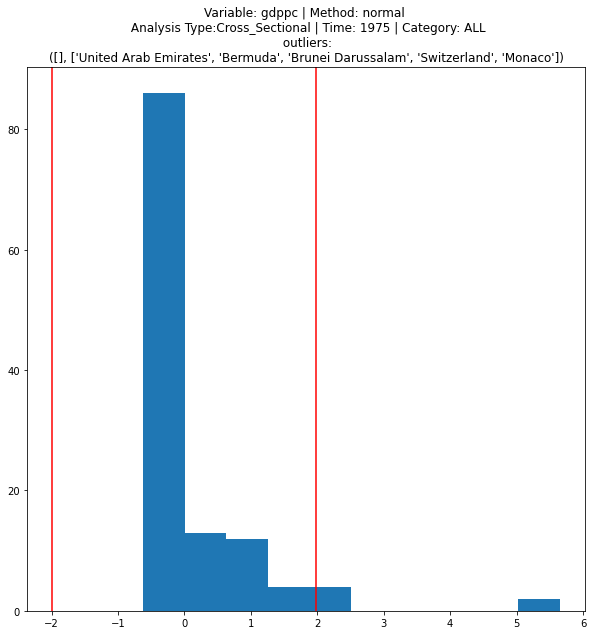 Variable: gdppc | Method: normal
Analysis Type:Cross_Sectional | Time: 1975 | Category: ALL
outliers:
([], ['United Arab Emirates', 'Bermuda', 'Brunei Darussalam', 'Switzerland', 'Monaco'])
80
60
40
20
0
−2 −1 0 1 2 3 4 5 6